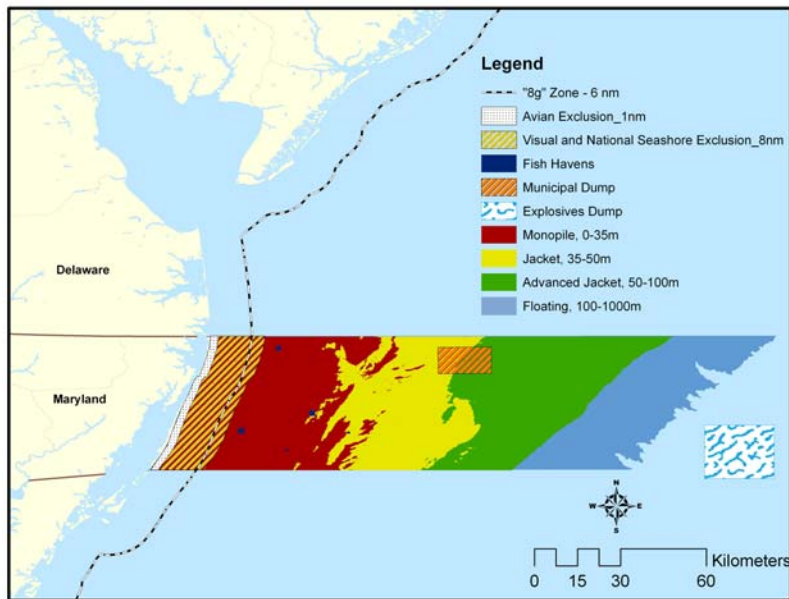 Legend
"8g" Zone - 6 nm
Avian Exclusion_1nm
Visual and National Seashore Exclusion_8nm
Fish Havens
Municipal Dump
Explosives Dump
Monopile, 0-35m
Jacket, 35-50m
Advanced Jacket, 50-100m
Floating, 100-1000m
Delaware
Maryland
N
W E
S
Kilometers
0 15 30 60